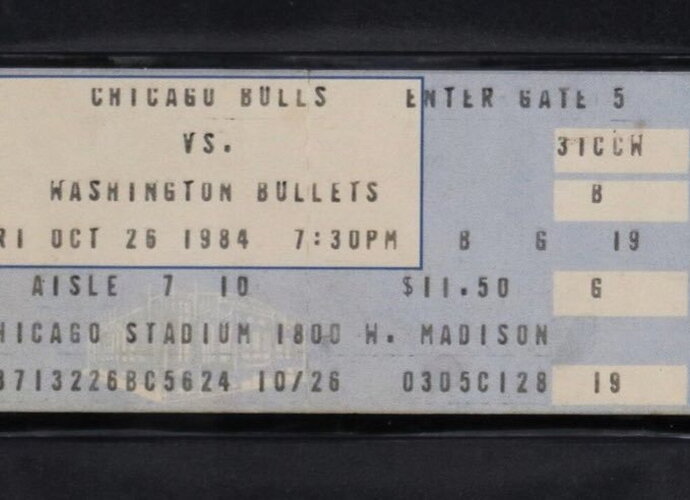 CHICAGO BULLS ENTER GATE 5
VS. 31CCW
WASHINGTON BULLETS B
RI OCT 26 1984 7:30PM B G 19
AISLE 7 10 $11.50 G
HICAGO STADIUM 1800 W. MADISON
3713226BC5624 10/26 0305C128 19